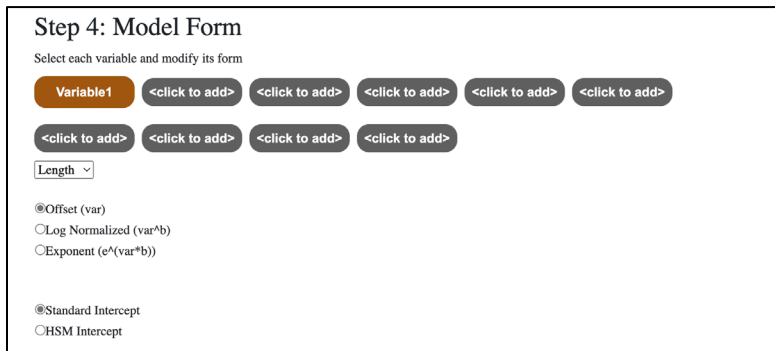 Step 4: Model Form
Select each variable and modify its form
Variable1 <click to add> <click to add> <click to add> <click to add> <click to add>
<click to add> <click to add> <click to add> <click to add>
Length
Offset (var)
Log Normalized (var^b)
Exponent (e^(var*b))
Standard Intercept
HSM Intercept